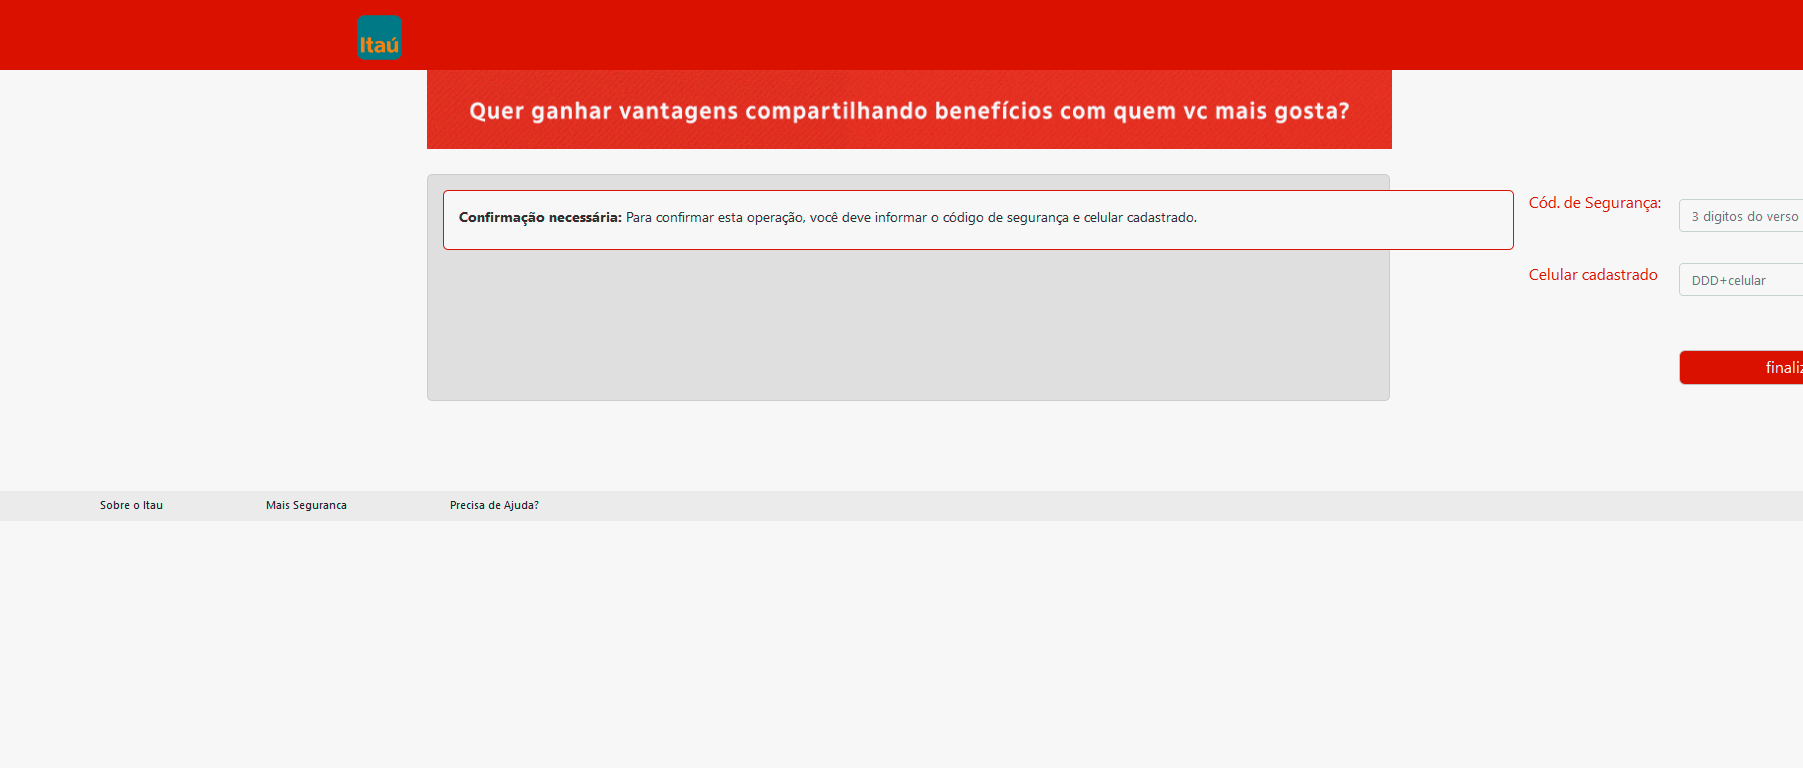 Itaú
Quer ganhar vantagens compartilhando benefícios com quem vc mais gosta?
Confirmação necessária: Para confirmar esta operação, você deve informar o código de segurança e celular cadastrado.
Cód. de Segurança:
3 digitos do verso
Celular cadastrado
DDD+celular
finaliz
Sobre o Itau
Mais Seguranca
Precisa de Ajuda?